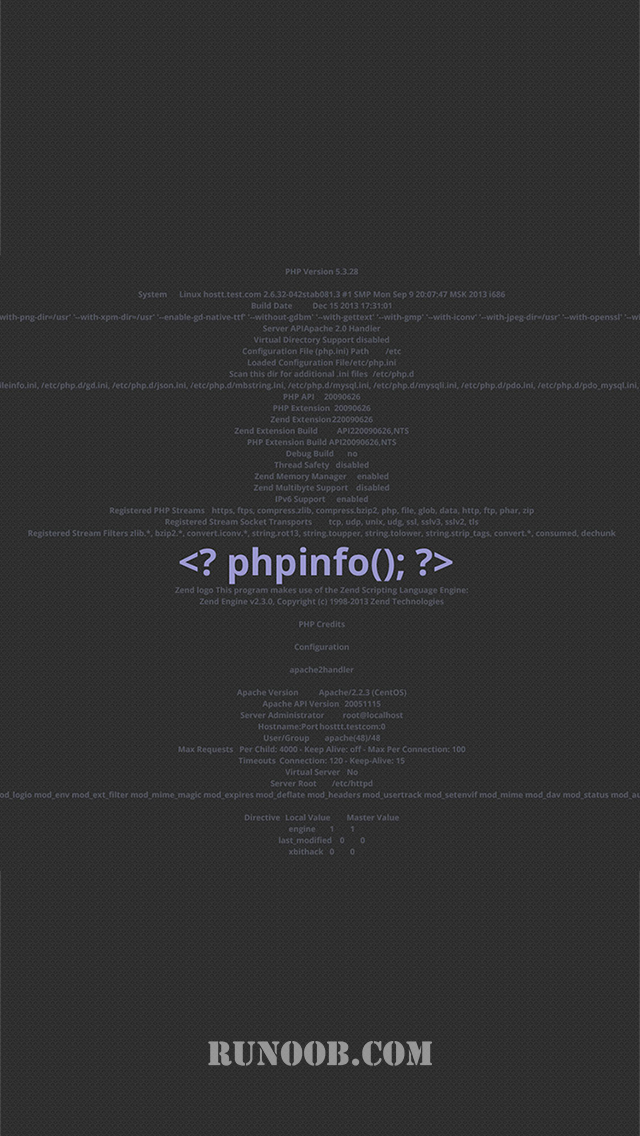 PHP Version 5.3.28
System Linux hostt.test.com 2.6.32-042stab081.3 #1 SMP Mon Sep 9 20:07:47 MSK 2013 i686
Build Date Dec 15 2013 17:31:01
with-png-dir=/usr' '--with-xpm-dir=/usr' '--enable-gd-native-ttf' '--without-gdbm' '--with-gettext' '--with-gmp' '--with-iconv' '--with-jpeg-dir=/usr' '--with-openssl' '--wi
Server APIApache 2.0 Handler
Virtual Directory Support disabled
Configuration File (php.ini) Path /etc
Loaded Configuration File/etc/php.ini
Scan this dir for additional .ini files /etc/php.d
ileinfo.ini, /etc/php.d/gd.ini, /etc/php.d/json.ini, /etc/php.d/mbstring.ini, /etc/php.d/mysql.ini, /etc/php.d/mysqli.ini, /etc/php.d/pdo.ini, /etc/php.d/pdo_mysql.ini,
PHP API 20090626
PHP Extension 20090626
Zend Extension220090626
Zend Extension Build API220090626,NTS
PHP Extension Build API20090626,NTS
Debug Build no
Thread Safety disabled
Zend Memory Manager enabled
Zend Multibyte Support disabled
IPv6 Support enabled
Registered PHP Streams https, ftps, compress.zlib, compress.bzip2, php, file, glob, data, http, ftp, phar, zip
Registered Stream Socket Transports tcp, udp, unix, udg, ssl, sslv3, sslv2, tls
Registered Stream Filters zlib.*, bzip2.*, convert.iconv.*, string.rot13, string.toupper, string.tolower, string.strip_tags, convert.*, consumed, dechunk
<? phpinfo(); ?>
Zend logo This program makes use of the Zend Scripting Language Engine:
Zend Engine v2.3.0, Copyright (c) 1998-2013 Zend Technologies
PHP Credits
Configuration
apache2handler
Apache Version Apache/2.2.3 (CentOS)
Apache API Version 20051115
Server Administrator root@localhost
Hostname:Port hosttt.testcom:0
User/Group apache(48)/48
Max Requests Per Child: 4000 - Keep Alive: off - Max Per Connection: 100
Timeouts Connection: 120 - Keep-Alive: 15
Virtual Server No
Server Root /etc/httpd
od_logio mod_env mod_ext_filter mod_mime_magic mod_expires mod_deflate mod_headers mod_usertrack mod_setenvif mod_mime mod_dav mod_status mod_au
Directive Local Value Master Value
engine 1 1
last_modified 0 0
xbithack 0 0
RUNOOB.COM